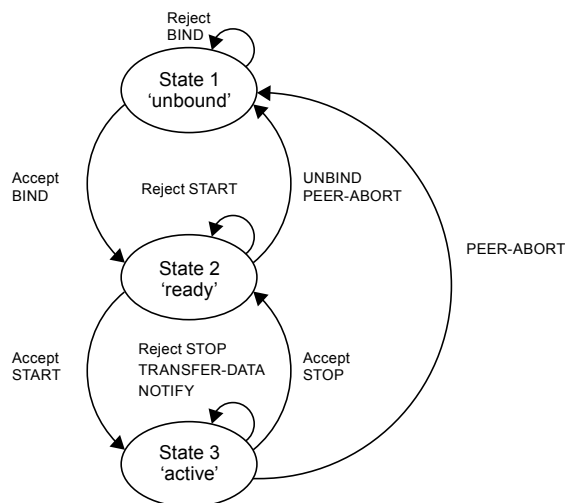 Reject
BIND
State 1
‘unbound’
Accept
BIND
Reject START
UNBIND
PEER-ABORT
PEER-ABORT
State 2
‘ready’
Accept
START
Reject STOP
TRANSFER-DATA
NOTIFY
Accept
STOP
State 3
‘active’